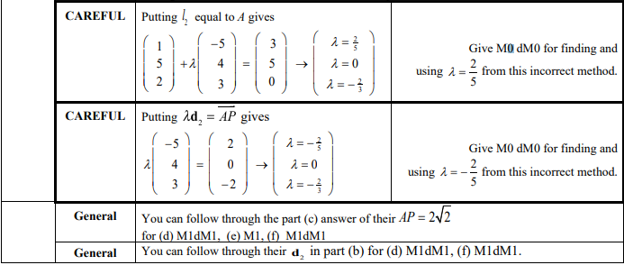 CAREFUL Putting l₂ equal to A gives
(1 5 2) + λ(-5 4 3) = (3 5 0) → (λ = 2/5 λ = 0 λ = -2/3)
Give M0 dM0 for finding and
using λ = 2/5 from this incorrect method.
CAREFUL Putting λd₂ = AP gives
λ(-5 4 3) = (2 0 -2) → (λ = -2/5 λ = 0 λ = -2/3)
Give M0 dM0 for finding and
using λ = -2/5 from this incorrect method.
General You can follow through the part (c) answer of their AP = 2√2
for (d) M1dM1, (e) M1, (f) M1dM1
General You can follow through their d₂ in part (b) for (d) M1dM1, (f) M1dM1.